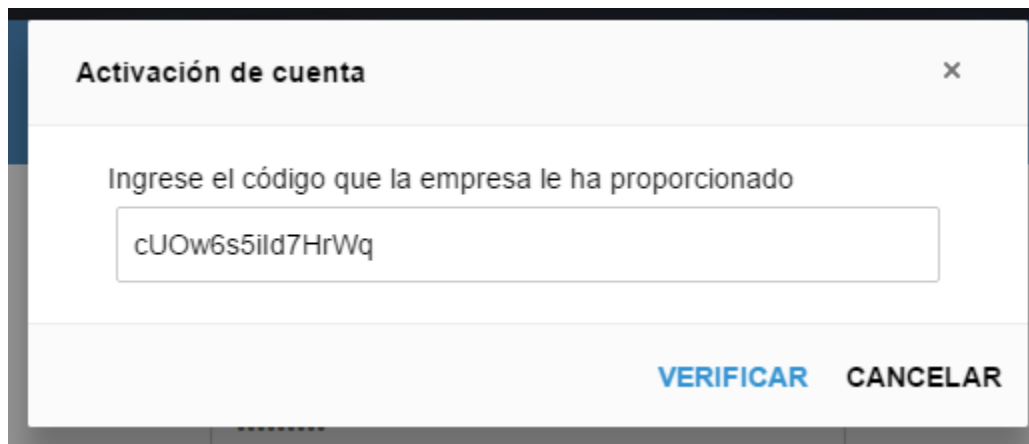 Activación de cuenta
×
Ingrese el código que la empresa le ha proporcionado
cUOw6s5iId7HrWq
VERIFICAR CANCELAR